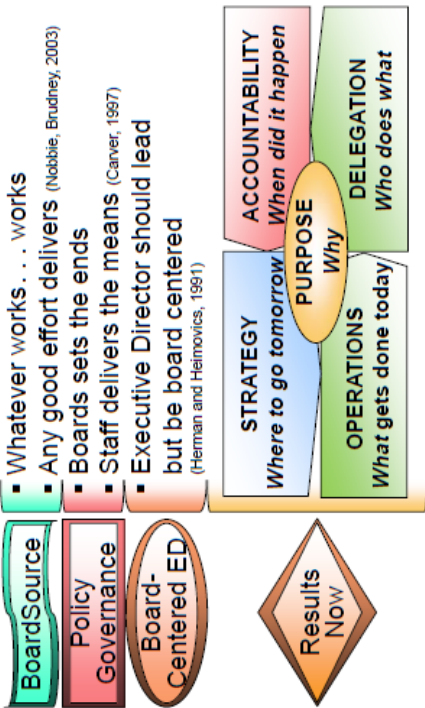 BoardSource
▪ Whatever works. . . works
▪ Any good effort delivers (Nobbie, Brudney, 2003)
Policy
Governance
▪ Boards sets the ends
▪ Staff delivers the means (Carver, 1997)
Board-
Centered ED
▪ Executive Director should lead
but be board centered
(Herman and Heimovics, 1991)
Results
Now
STRATEGY
Where to go tomorrow
ACCOUNTABILITY
When did it happen
PURPOSE
Why
OPERATIONS
What gets done today
DELEGATION
Who does what